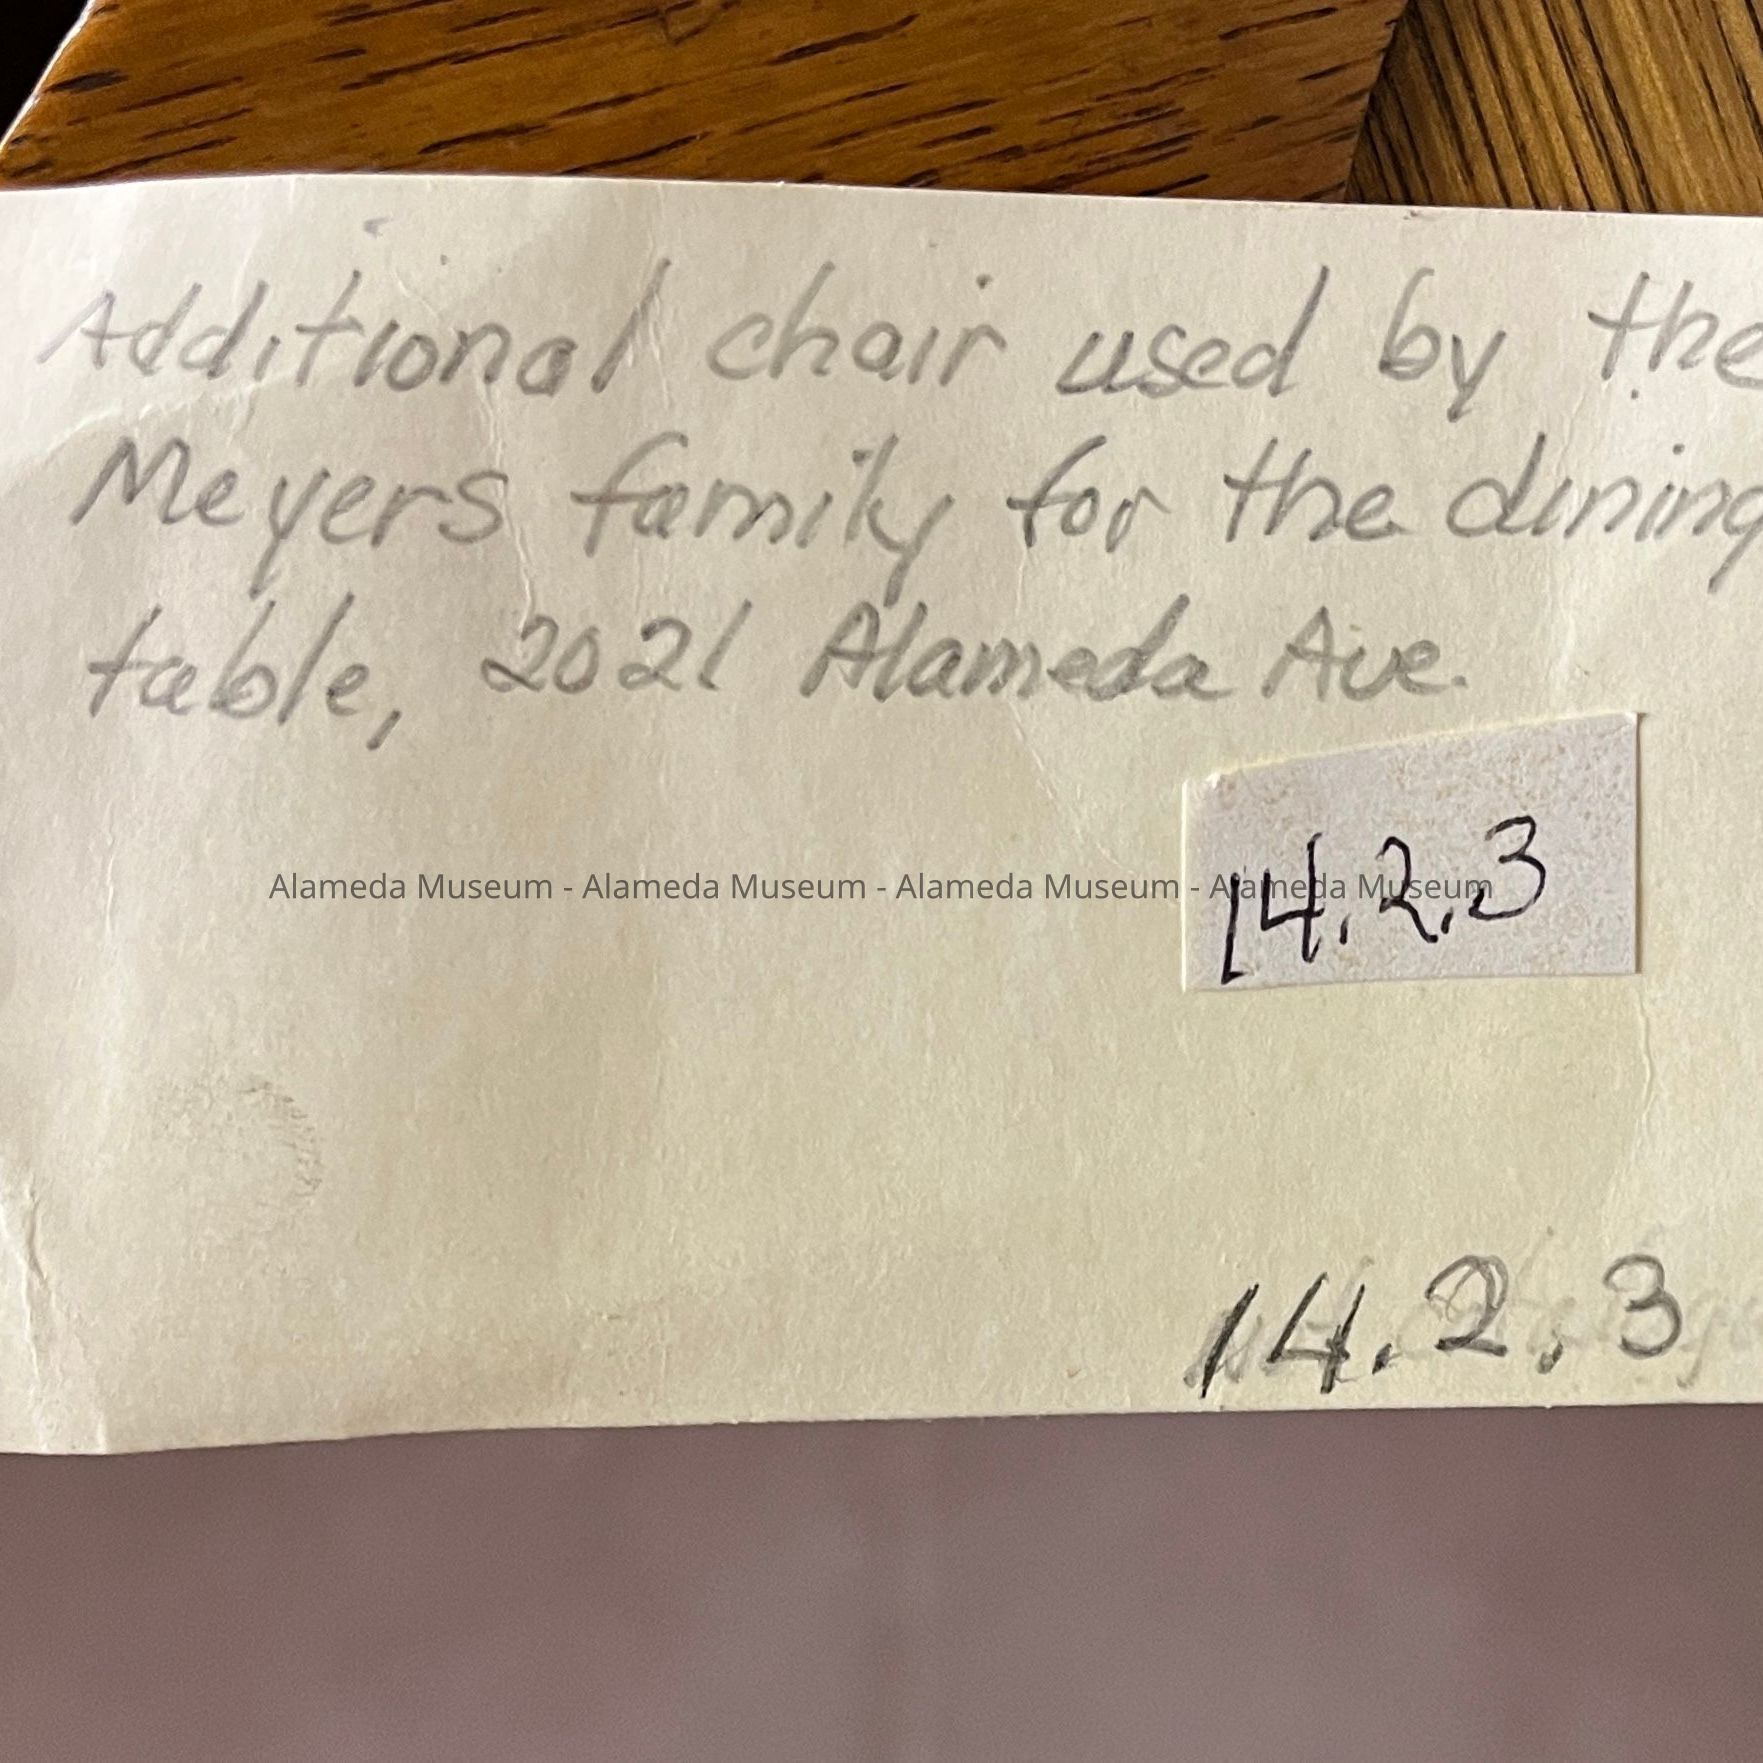 Additional chair used by the
Meyers family for the dining
table, 2021 Alameda Ave.
14.2.3
Alameda Museum - Alameda Museum - Alameda Museum - Alameda Museum
14.2.3